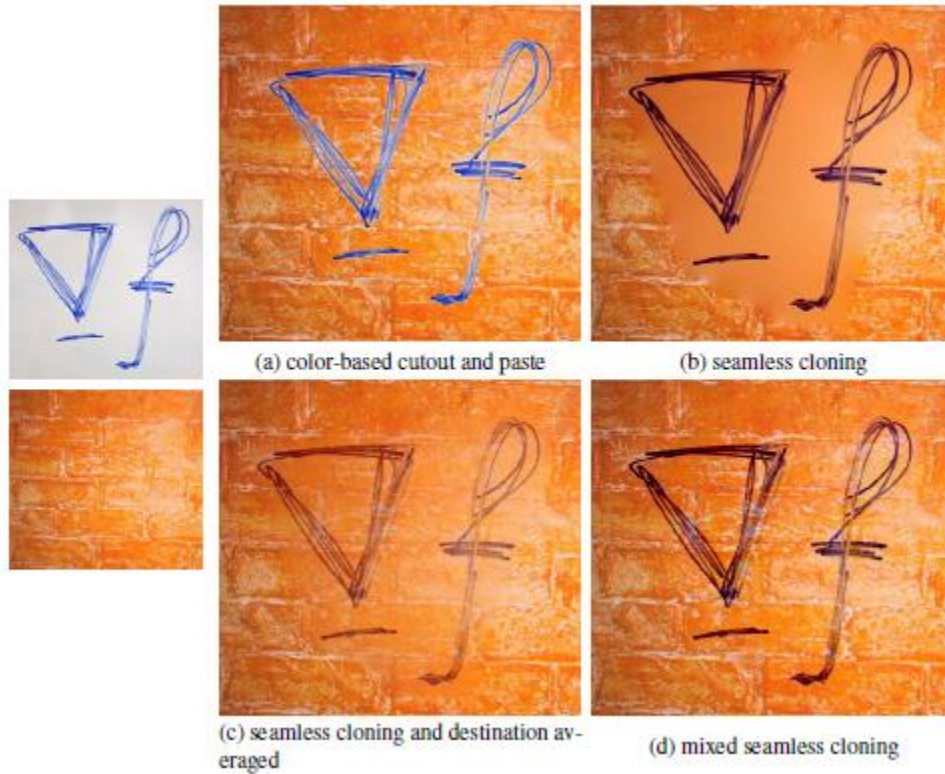 ∇f
(a) color-based cutout and paste
∇f
(b) seamless cloning
∇f
∇f
(c) seamless cloning and destination av-
eraged
∇f
(d) mixed seamless cloning